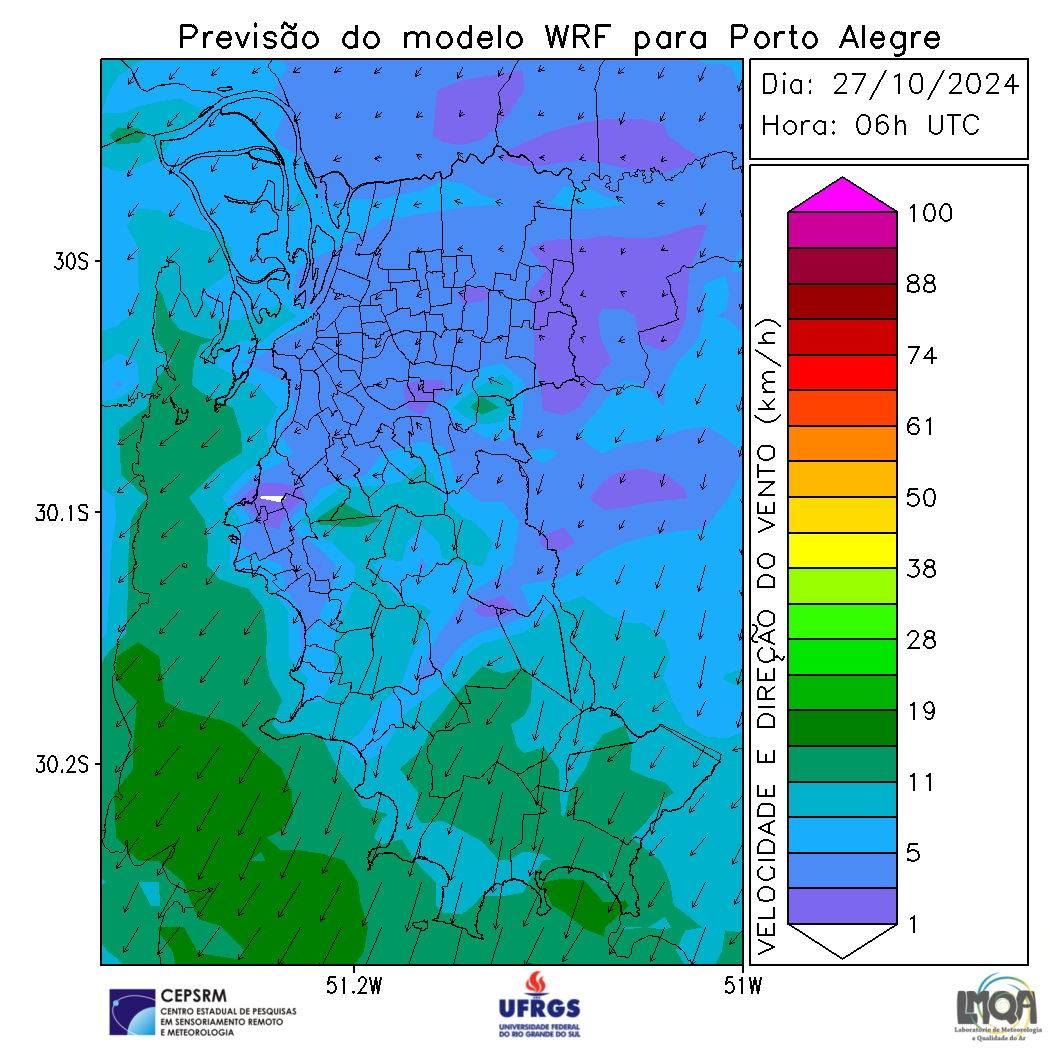 Previsão do modelo WRF para Porto Alegre
Dia: 27/10/2024
Hora: 06h UTC
30S
30.1S
30.2S
51.2W
51W
VELOCIDADE E DIREÇÃO DO VENTO (km/h)
100
88
74
61
50
38
28
19
11
5
1
CEPSRM
CENTRO ESTADUAL DE PESQUISAS
EM SENSORIAMENTO REMOTO
E METEOROLOGIA
UFRGS
UNIVERSIDADE FEDERAL
DO RIO GRANDE DO SUL
LMQA
Laboratório de Meteorologia
e Qualidade do Ar